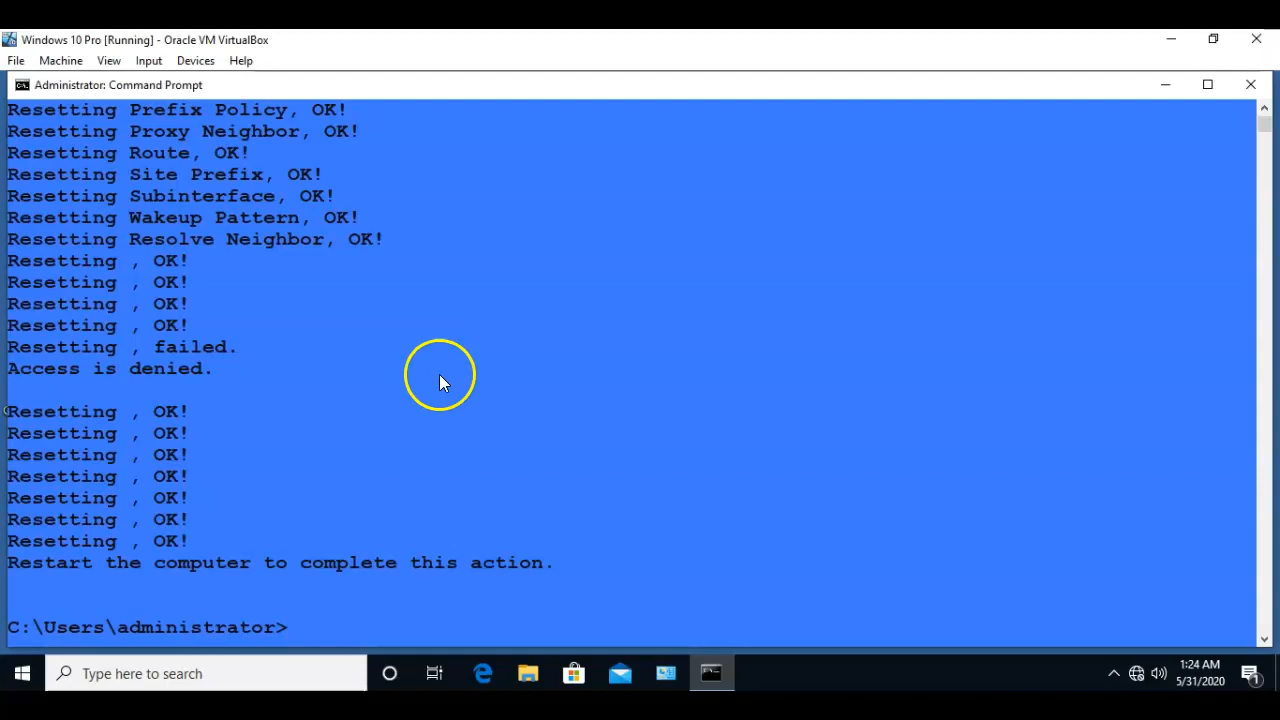 Windows 10 Pro [Running] - Oracle VM VirtualBox
File Machine View Input Devices Help
Administrator: Command Prompt
Resetting Prefix Policy, OK!
Resetting Proxy Neighbor, OK!
Resetting Route, OK!
Resetting Site Prefix, OK!
Resetting Subinterface, OK!
Resetting Wakeup Pattern, OK!
Resetting Resolve Neighbor, OK!
Resetting , OK!
Resetting , OK!
Resetting , OK!
Resetting , OK!
Resetting , failed.
Access is denied.
Resetting , OK!
Resetting , OK!
Resetting , OK!
Resetting , OK!
Resetting , OK!
Resetting , OK!
Resetting , OK!
Restart the computer to complete this action.
C:\Users\administrator>
Type here to search
1:24 AM
5/31/2020
1